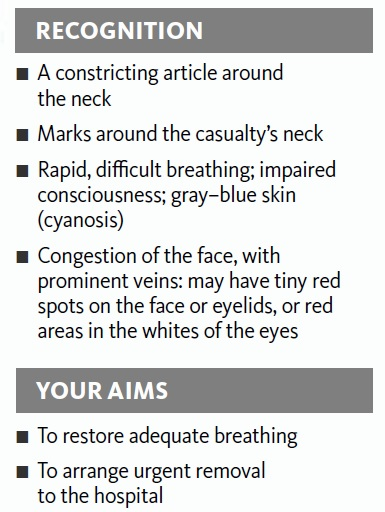 RECOGNITION
■ A constricting article around
the neck
■ Marks around the casualty's neck
■ Rapid, difficult breathing; impaired
consciousness; gray–blue skin
(cyanosis)
■ Congestion of the face, with
prominent veins: may have tiny red
spots on the face or eyelids, or red
areas in the whites of the eyes
YOUR AIMS
■ To restore adequate breathing
■ To arrange urgent removal
to the hospital